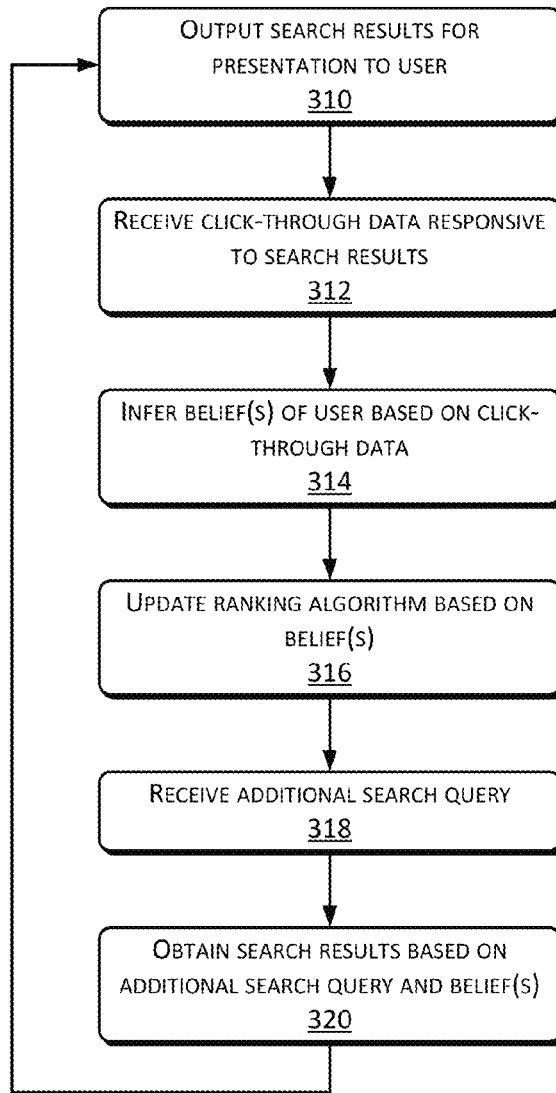 OUTPUT SEARCH RESULTS FOR
PRESENTATION TO USER
310
RECEIVE CLICK-THROUGH DATA RESPONSIVE
TO SEARCH RESULTS
312
INFER BELIEF(S) OF USER BASED ON CLICK-
THROUGH DATA
314
UPDATE RANKING ALGORITHM BASED ON
BELIEF(S)
316
RECEIVE ADDITIONAL SEARCH QUERY
318
OBTAIN SEARCH RESULTS BASED ON
ADDITIONAL SEARCH QUERY AND BELIEF(S)
320